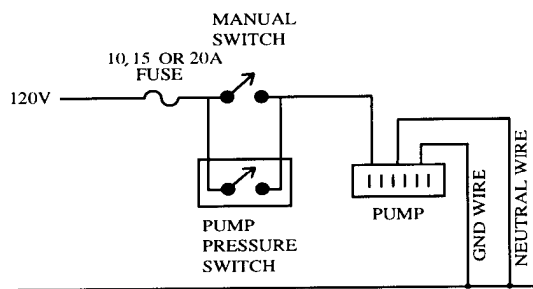 MANUAL
SWITCH
10, 15 OR 20A
FUSE
120V
PUMP
PRESSURE
SWITCH
PUMP
GND WIRE
NEUTRAL WIRE